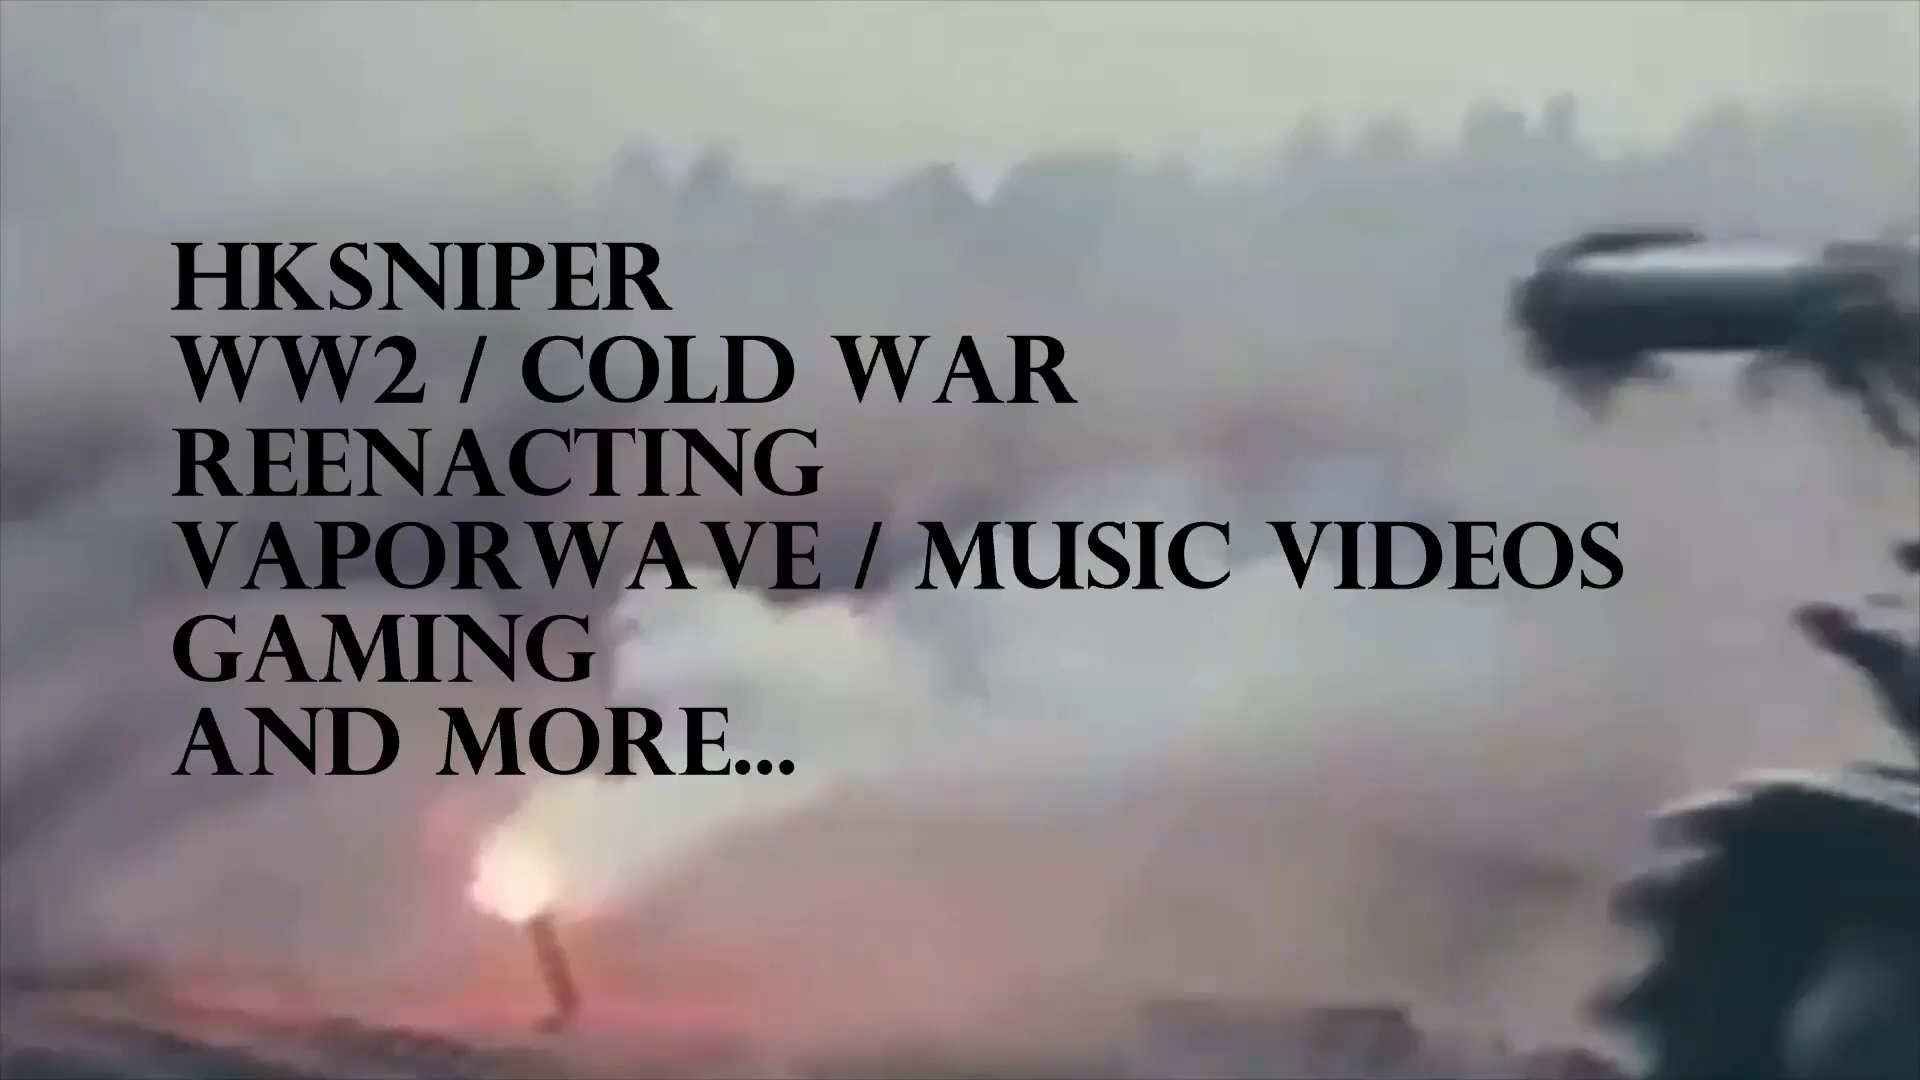 HKSNIPER
WW2 / COLD WAR
REENACTING
VAPORWAVE / MUSIC VIDEOS
GAMING
AND MORE...